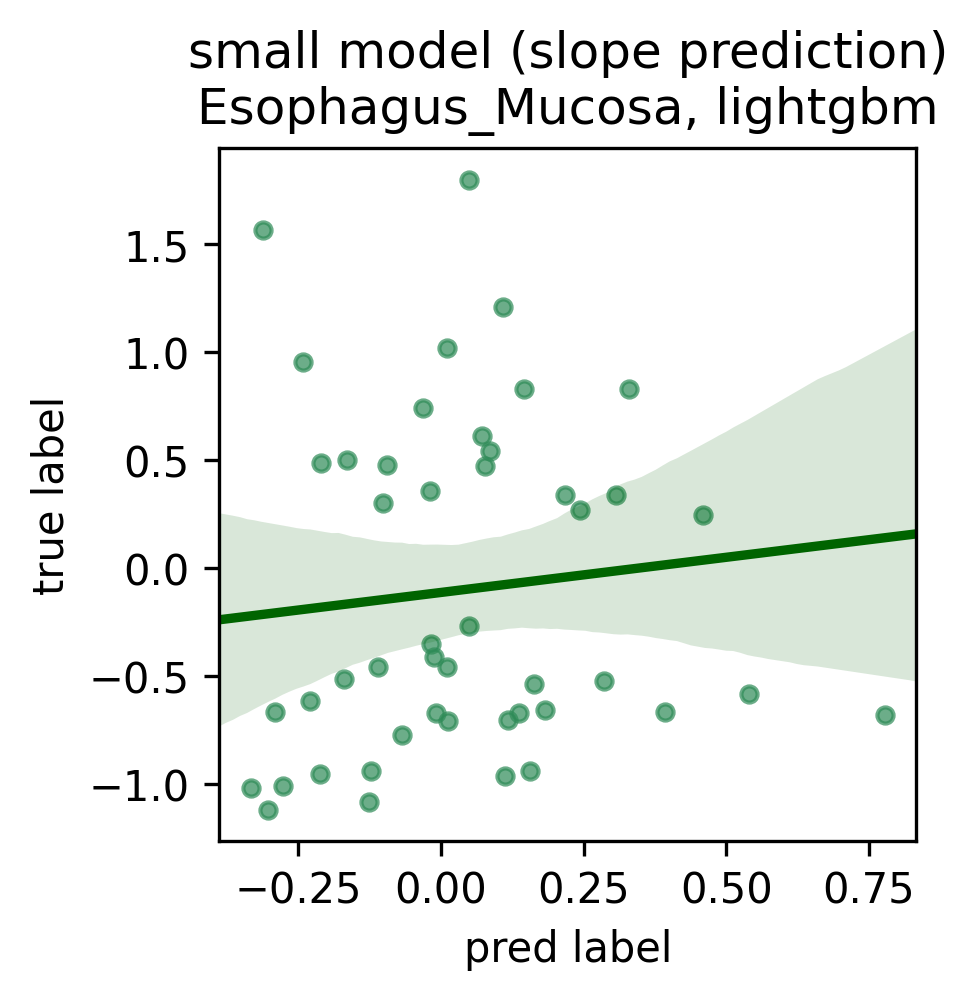 small model (slope prediction)
Esophagus_Mucosa, lightgbm
1.5
1.0
0.5
0.0
−0.5
−1.0
true label
−0.25 0.00 0.25 0.50 0.75
pred label